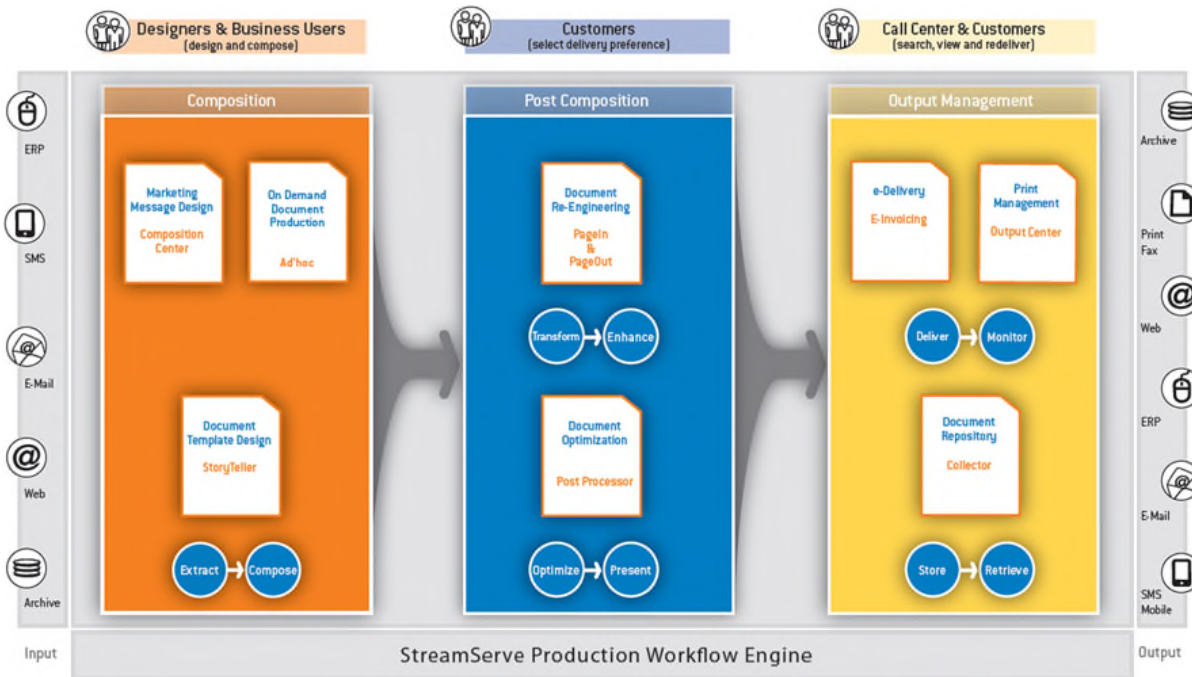 Designers & Business Users
(design and compose)
Customers
(select delivery preference)
Call Center & Customers
(search, view and redeliver)
ERP
SMS
E-Mail
Web
Archive
Input
Composition
Marketing
Message Design
Composition
Center
On Demand
Document
Production
Ad'hoc
Document
Template Design
StoryTeller
Extract
Compose
Post Composition
Document
Re-Engineering
PageIn
&
PageOut
Transform
Enhance
Document
Optimization
Post Processor
Optimize
Present
Output Management
e-Delivery
E-Invoicing
Print
Management
Output Center
Deliver
Monitor
Document
Repository
Collector
Store
Retrieve
Archive
Print
Fax
Web
ERP
E-Mail
SMS
Mobile
Output
StreamServe Production Workflow Engine